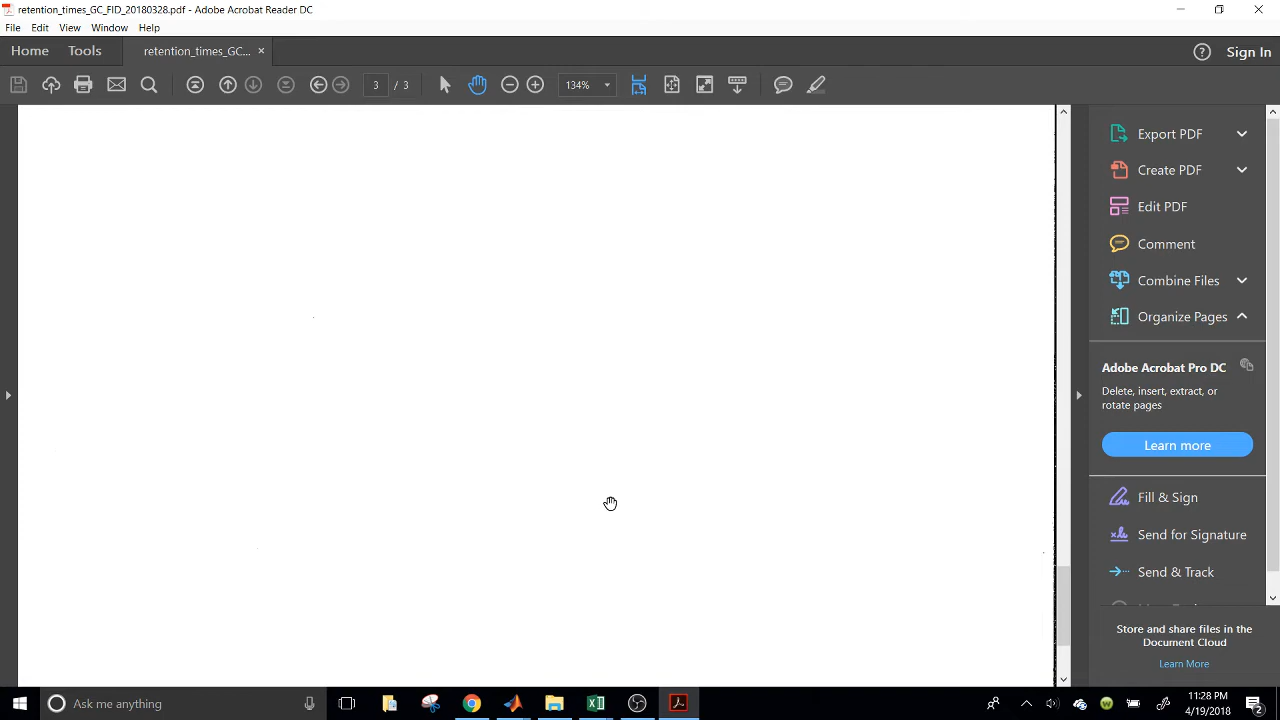 retention_times_GC_FID_20180328.pdf - Adobe Acrobat Reader DC
File Edit View Window Help
Home Tools retention_times_GC... × Sign In
3 / 3 134%
Export PDF
Create PDF
Edit PDF
Comment
Combine Files
Organize Pages
Adobe Acrobat Pro DC
Delete, insert, extract, or
rotate pages
Learn more
Fill & Sign
Send for Signature
Send & Track
Store and share files in the
Document Cloud
Learn More
Ask me anything
11:28 PM
4/19/2018
2